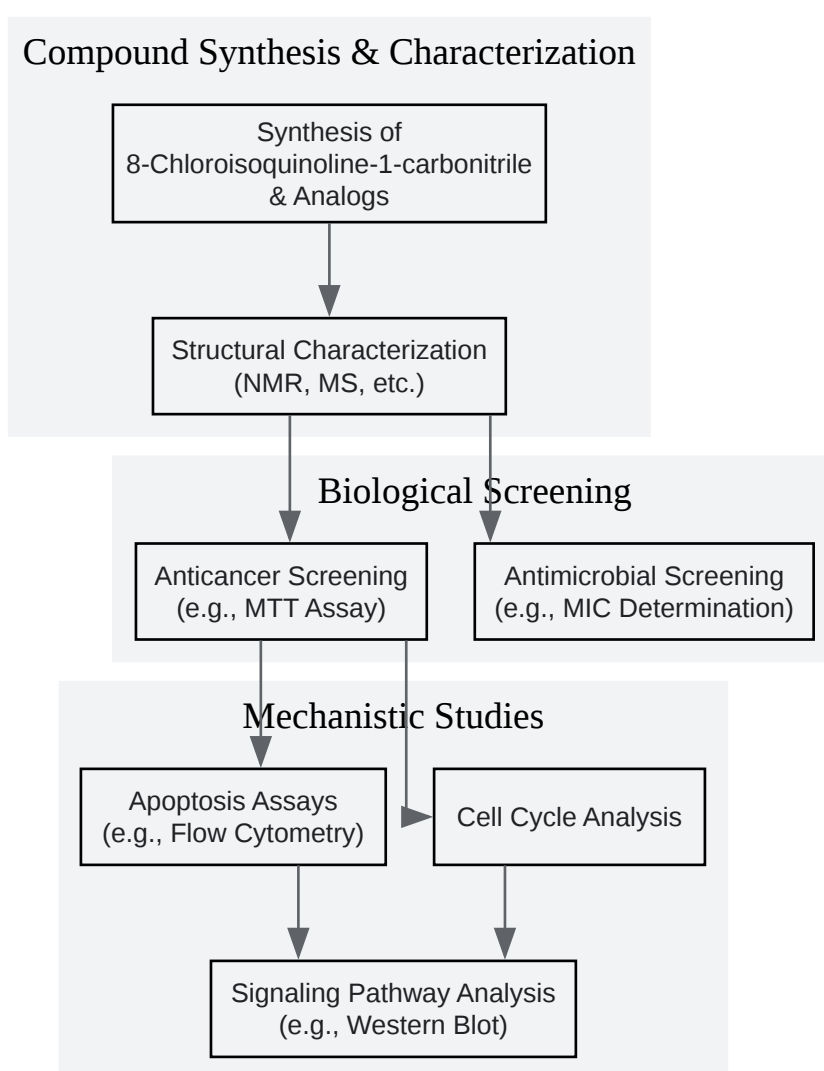 Compound Synthesis & Characterization
Synthesis of
8-Chloroisoquinoline-1-carbonitrile
& Analogs
Structural Characterization
(NMR, MS, etc.)
Biological Screening
Anticancer Screening
(e.g., MTT Assay)
Antimicrobial Screening
(e.g., MIC Determination)
Mechanistic Studies
Apoptosis Assays
(e.g., Flow Cytometry)
Cell Cycle Analysis
Signaling Pathway Analysis
(e.g., Western Blot)